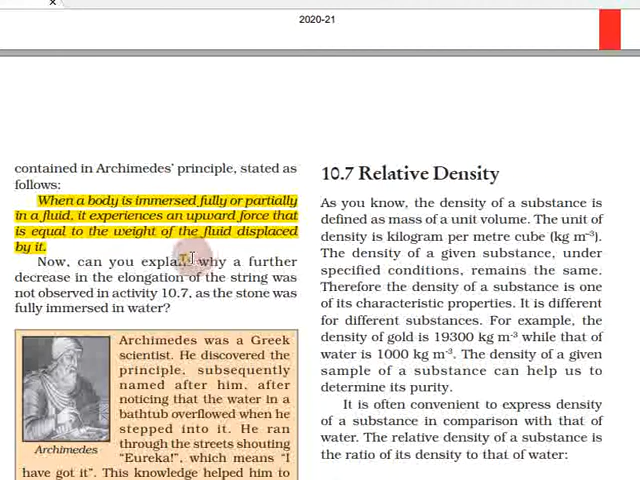 2020-21
contained in Archimedes' principle, stated as
follows:
When a body is immersed fully or partially
in a fluid, it experiences an upward force that
is equal to the weight of the fluid displaced
by it.
Now, can you explain why a further
decrease in the elongation of the string was
not observed in activity 10.7, as the stone was
fully immersed in water?
Archimedes was a Greek
scientist. He discovered the
principle, subsequently
named after him, after
noticing that the water in a
bathtub overflowed when he
stepped into it. He ran
through the streets shouting
"Eureka!", which means "I
have got it". This knowledge helped him to
Archimedes
10.7 Relative Density
As you know, the density of a substance is
defined as mass of a unit volume. The unit of
density is kilogram per metre cube (kg m⁻³).
The density of a given substance, under
specified conditions, remains the same.
Therefore the density of a substance is one
of its characteristic properties. It is different
for different substances. For example, the
density of gold is 19300 kg m⁻³ while that of
water is 1000 kg m⁻³. The density of a given
sample of a substance can help us to
determine its purity.
It is often convenient to express density
of a substance in comparison with that of
water. The relative density of a substance is
the ratio of its density to that of water: